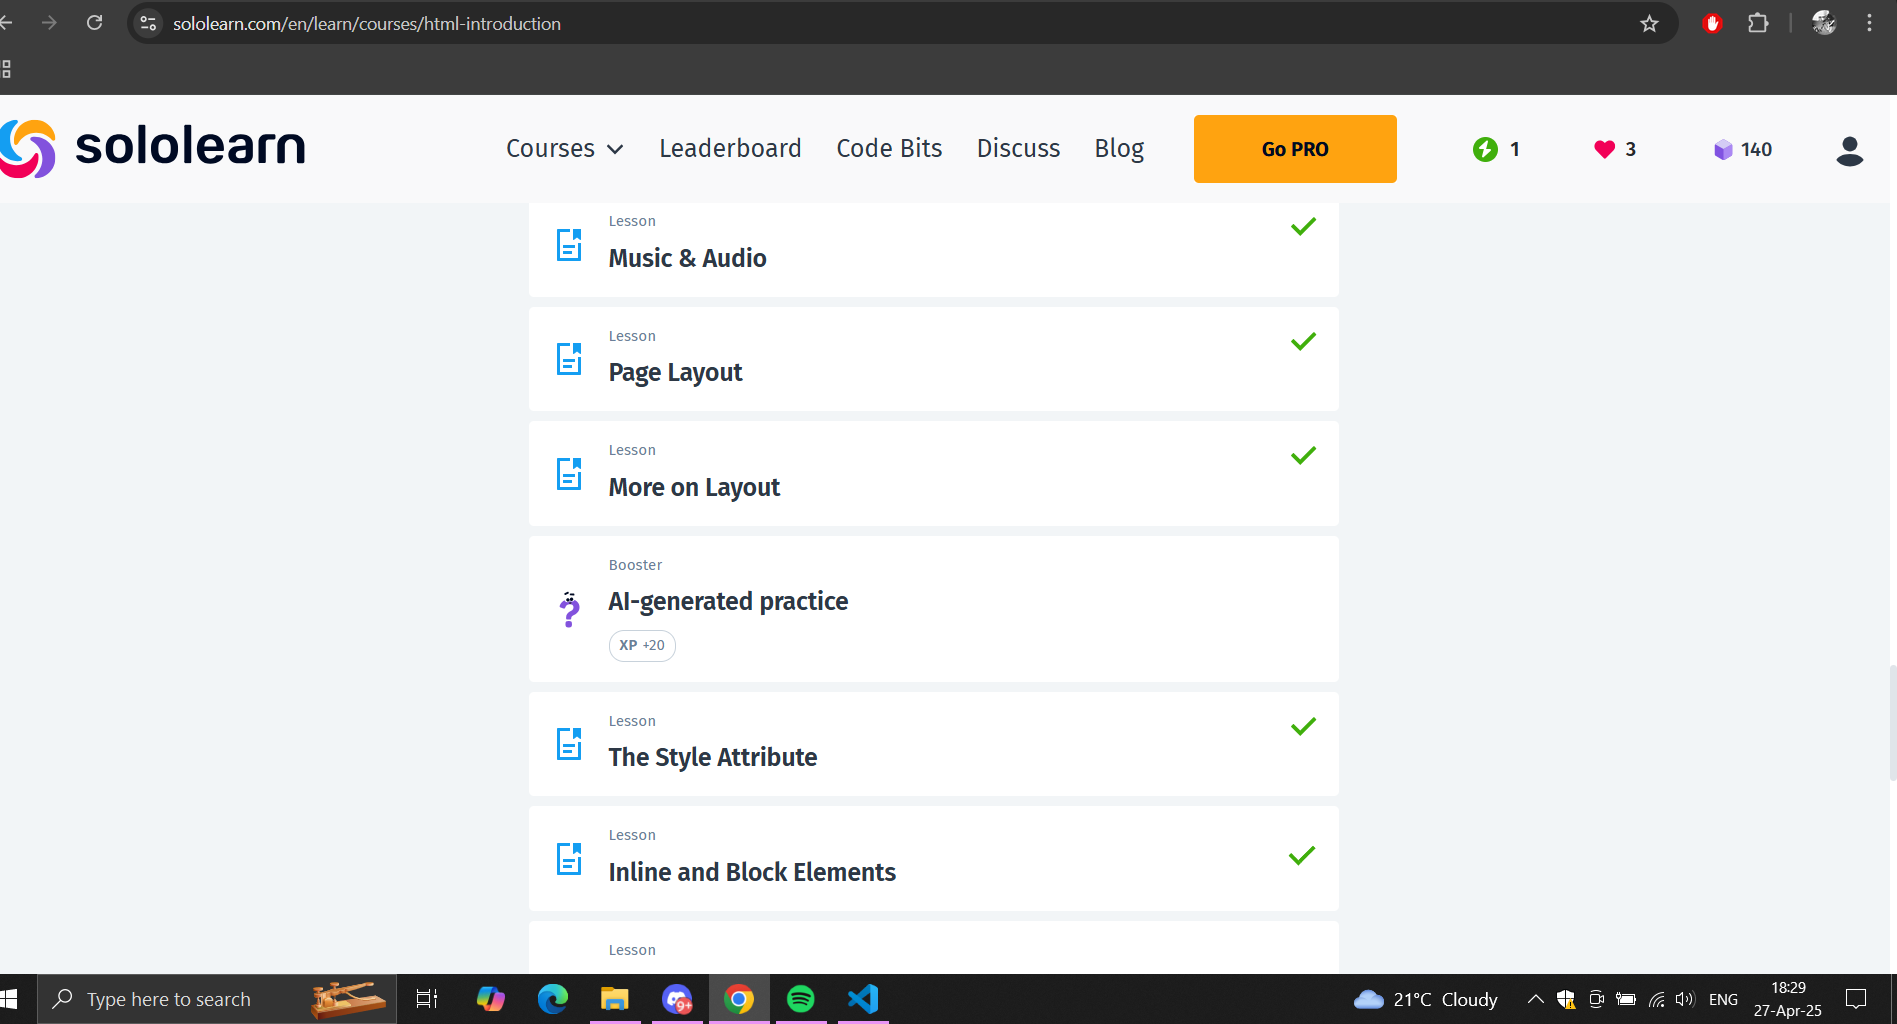 sololearn.com/en/learn/courses/html-introduction
sololearn
Courses Leaderboard Code Bits Discuss Blog Go PRO 1 3 140
Lesson
Music & Audio
Lesson
Page Layout
Lesson
More on Layout
Booster
AI-generated practice
XP +20
Lesson
The Style Attribute
Lesson
Inline and Block Elements
Lesson
Type here to search
9+
21°C Cloudy
ENG
18:29
27-Apr-25